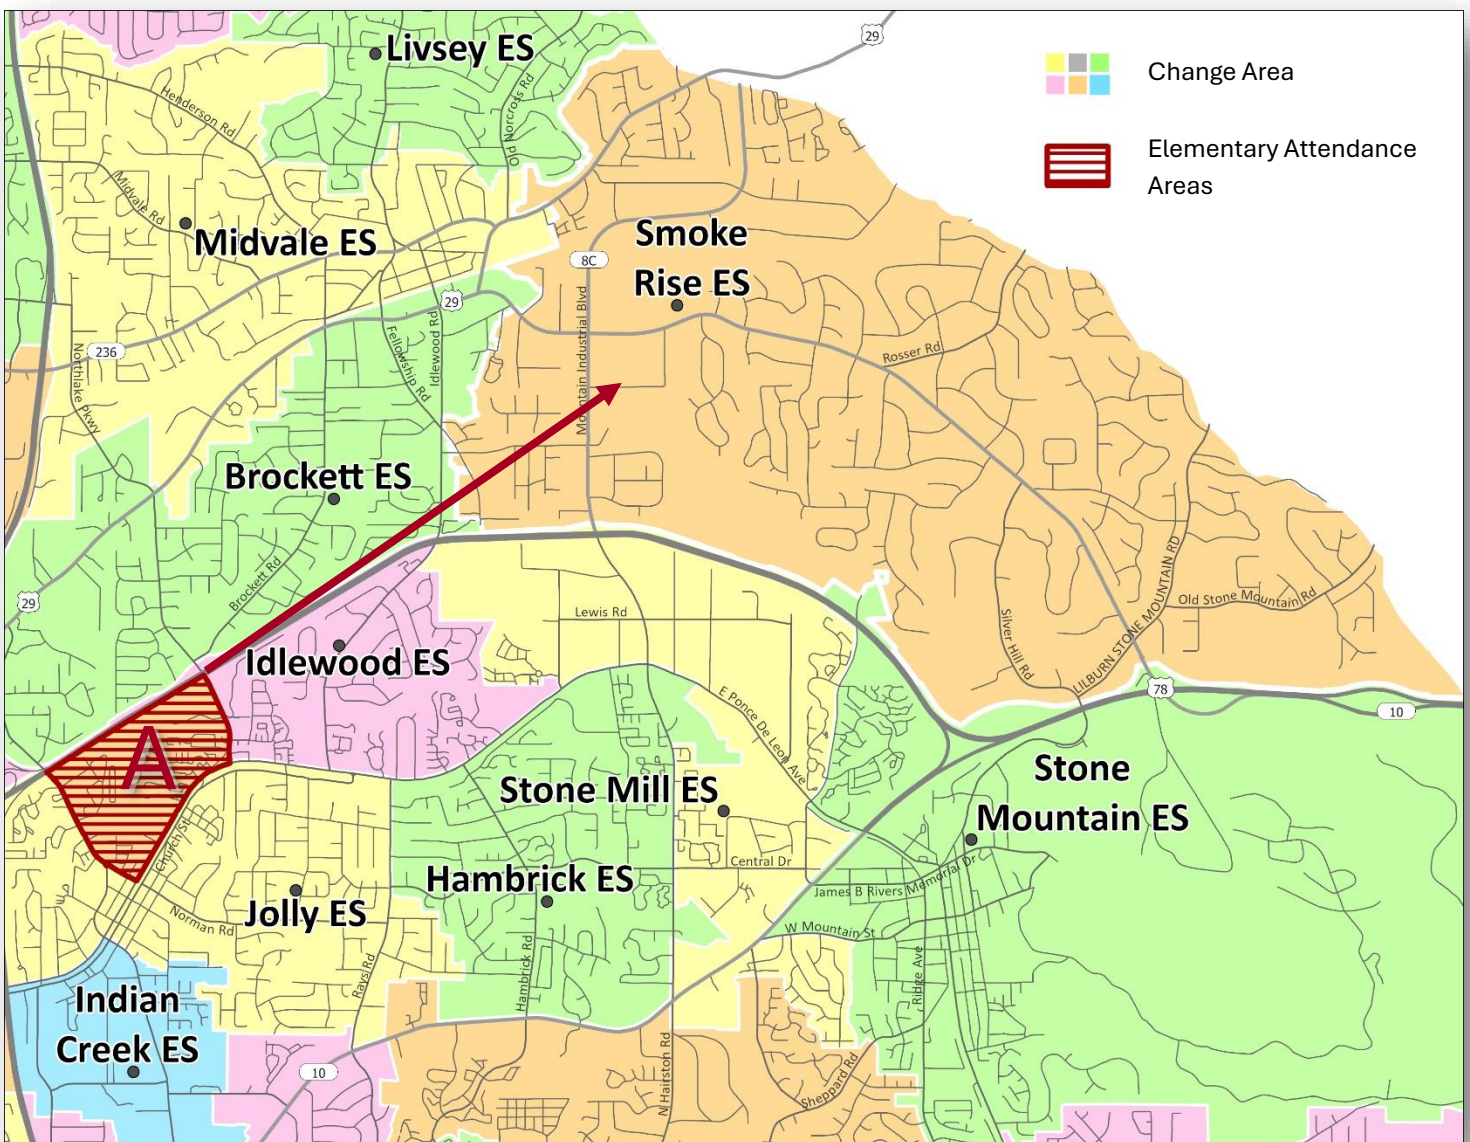 Livsey ES
29
Change Area
Henderson Rd
Old Norcross Rd
Elementary Attendance
Areas
Midvale Rd
Midvale ES
Smoke
Rise ES
8C
29
Mountain Industrial Blvd
Idlewood Rd
Fellowship Rd
236
Northlake Pkwy
Rosser Rd
Brockett ES
Brockett Rd
29
Lewis Rd
LILBURN STONE MOUNTAIN RD
Old Stone Mountain Rd
Silver Hill Rd
Idlewood ES
E Ponce De Leon Ave
78
10
A
Stone Mill ES
Stone
Mountain ES
Church St
Central Dr
James B Rivers Memorial Dr
Hambrick ES
Jolly ES
Norman Rd
W Mountain St
Rays Rd
Hambrick Rd
Ridge Ave
Indian
Creek ES
10
N Hairston Rd
Sheppard Rd